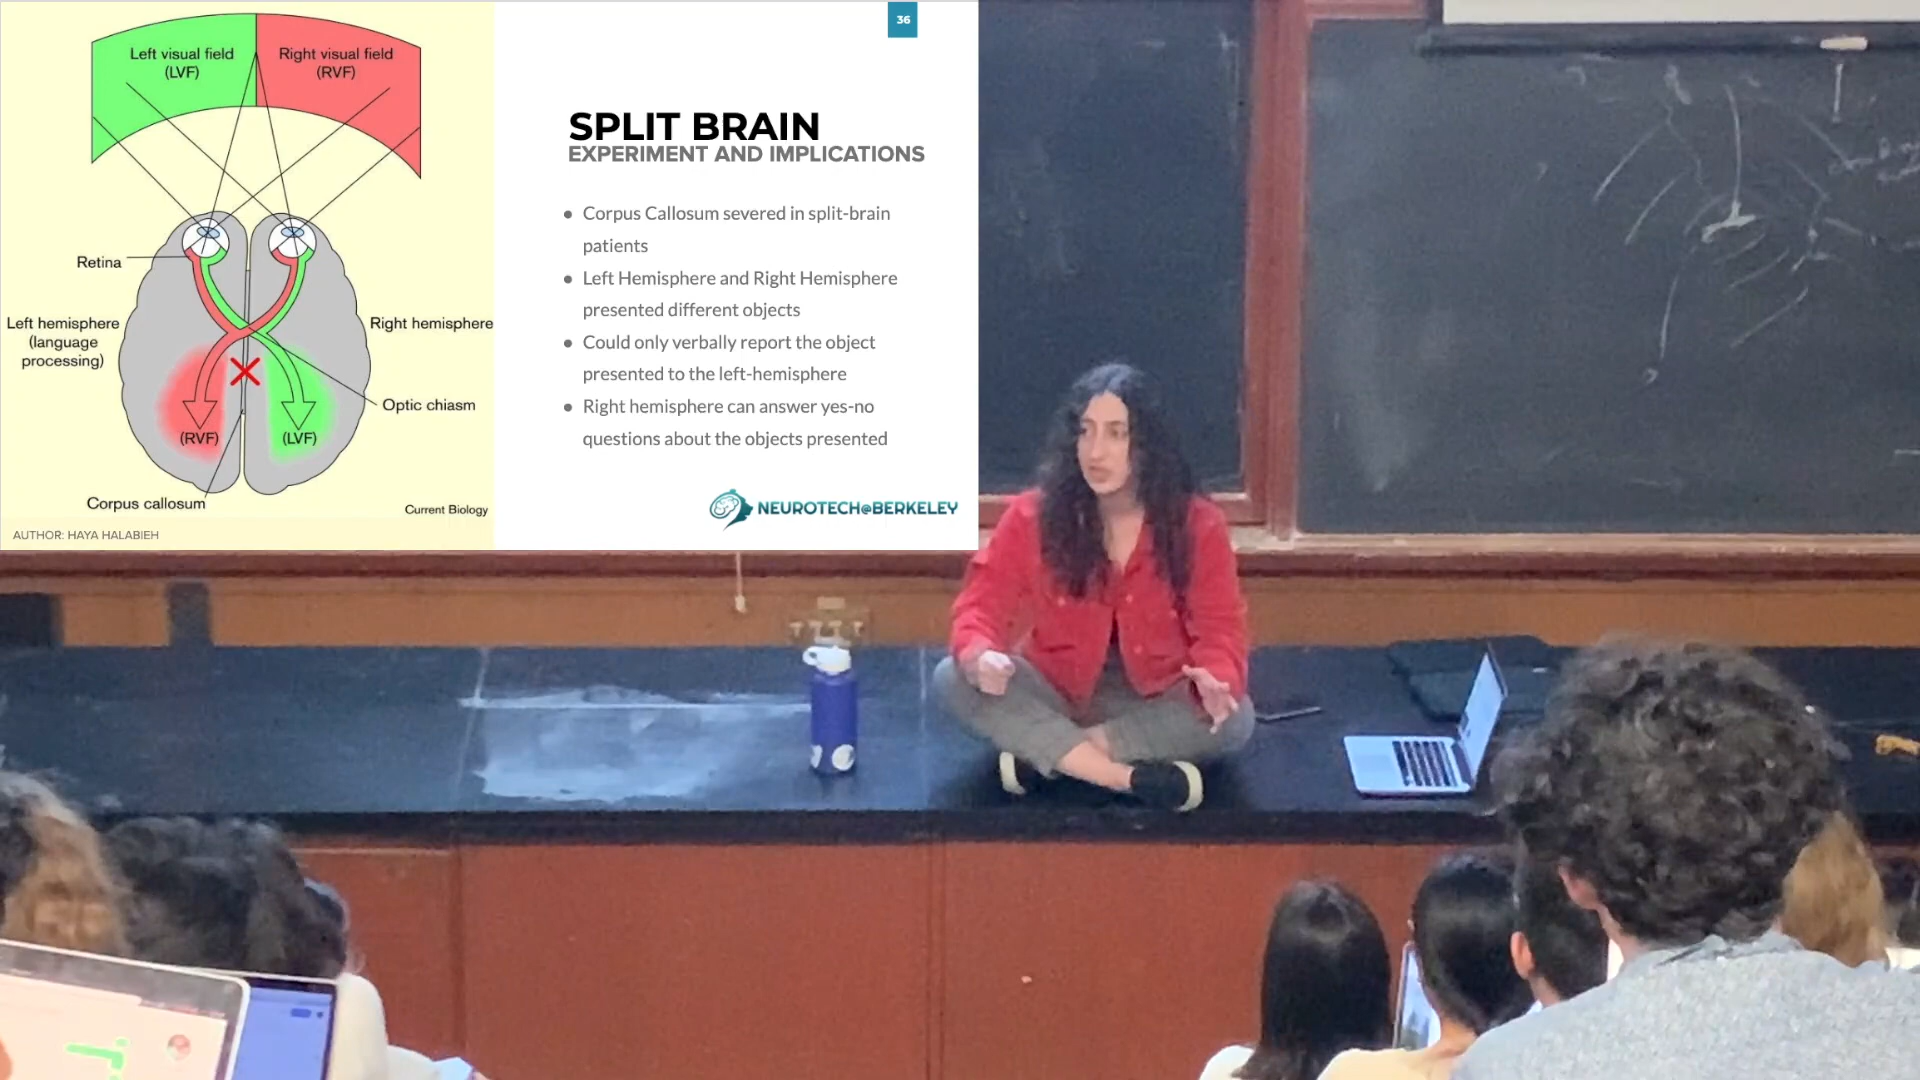 Left visual field
(LVF)
Right visual field
(RVF)
Retina
Left hemisphere
(language
processing)
Right hemisphere
Optic chiasm
(RVF)
(LVF)
Corpus callosum
Current Biology
AUTHOR: HAYA HALABIEH
36
SPLIT BRAIN
EXPERIMENT AND IMPLICATIONS
● Corpus Callosum severed in split-brain
patients
● Left Hemisphere and Right Hemisphere
presented different objects
● Could only verbally report the object
presented to the left-hemisphere
● Right hemisphere can answer yes-no
questions about the objects presented
NEUROTECH@BERKELEY